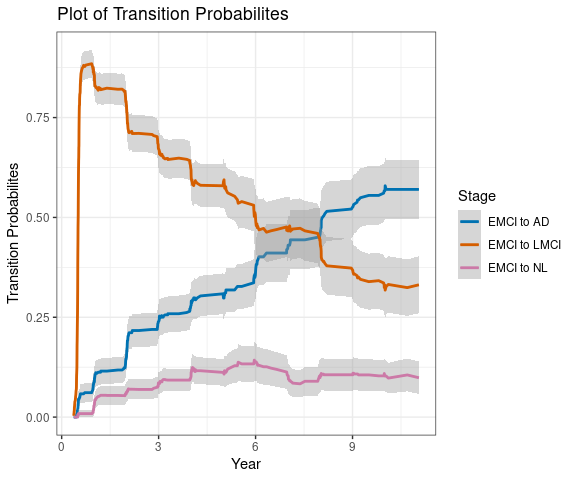 Plot of Transition Probabilites
Transition Probabilites
0.75
0.50
0.25
0.00
0
3
6
9
Year
Stage
EMCI to AD
EMCI to LMCI
EMCI to NL